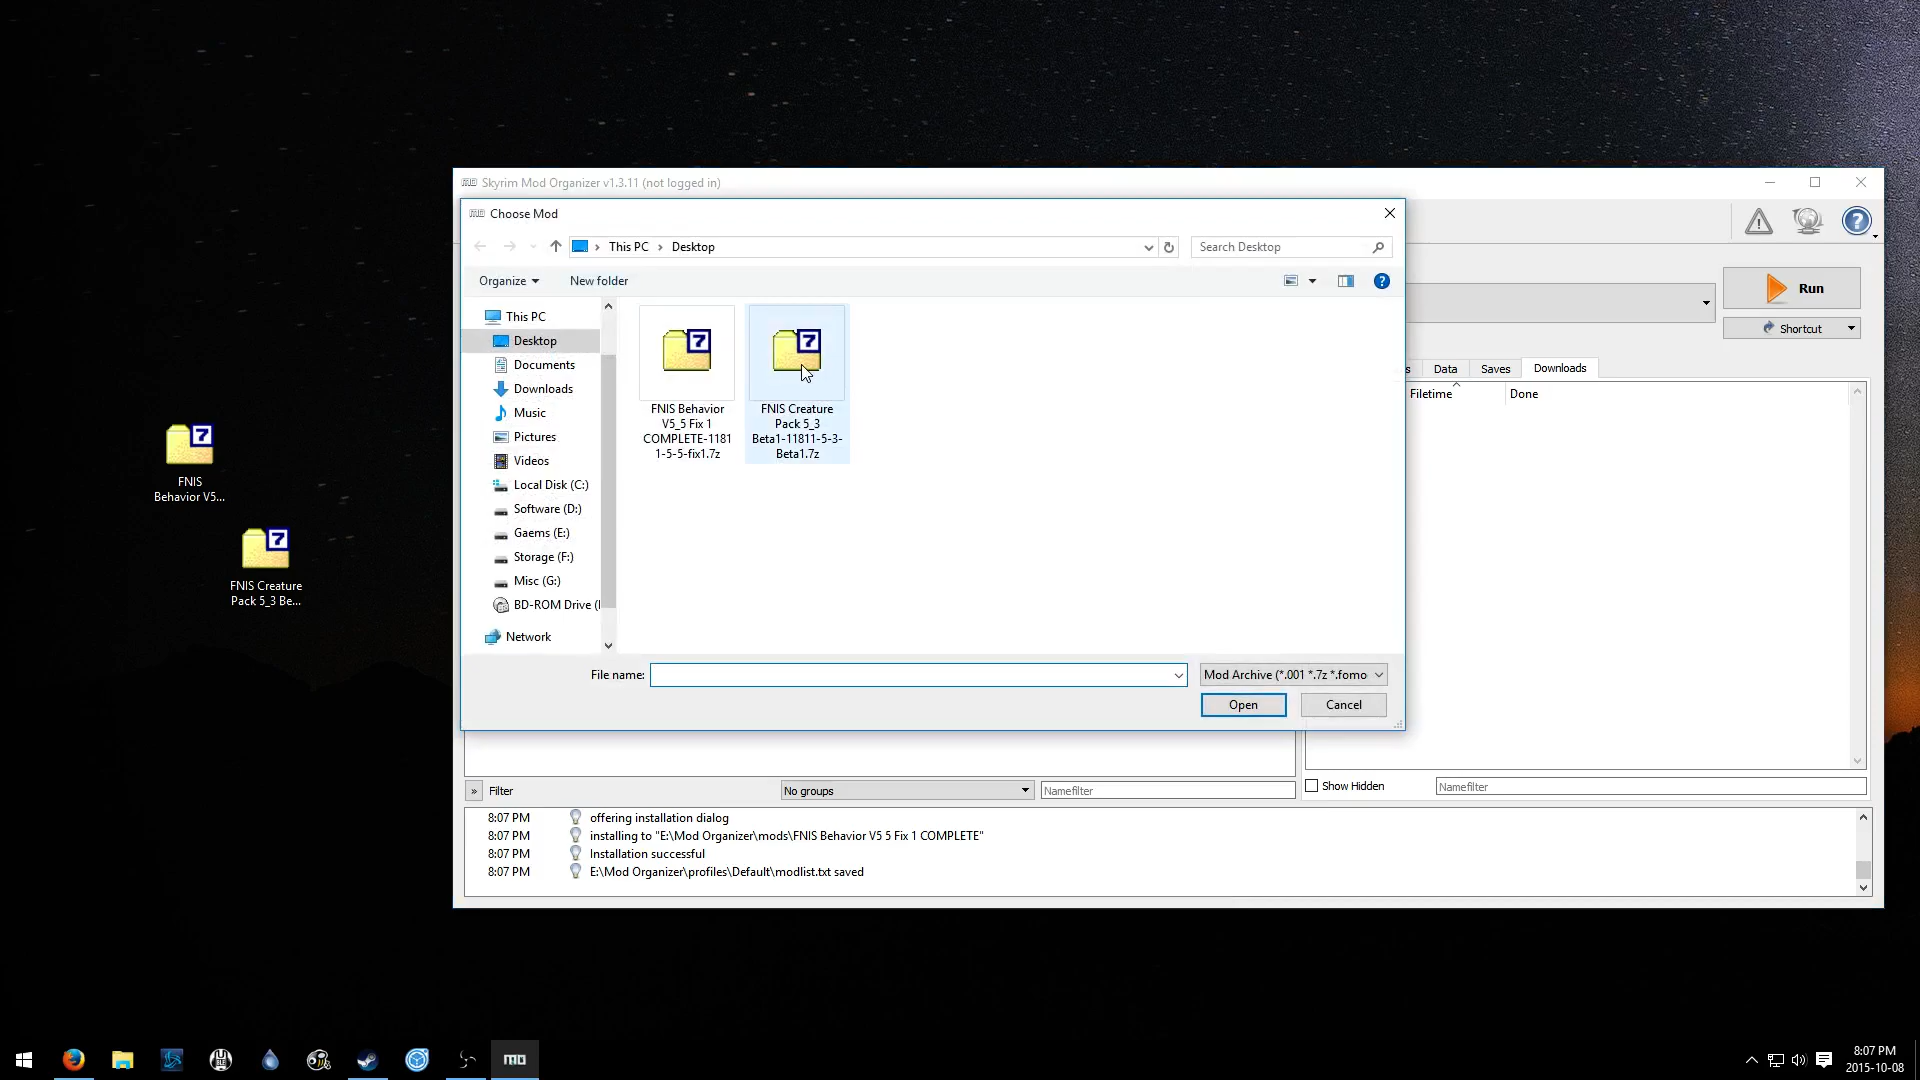 Skyrim Mod Organizer v1.3.11 (not logged in)
Choose Mod
This PC
Desktop
Search Desktop
Organize
New folder
This PC
Desktop
Documents
Downloads
Music
Pictures
Videos
Local Disk (C:)
Software (D:)
Gaems (E:)
Storage (F:)
Misc (G:)
BD-ROM Drive (
Network
FNIS Behavior
V5_5 Fix 1
COMPLETE-1181
1-5-5-fix1.7z
FNIS Creature
Pack 5_3
Beta1-11811-5-3-
Beta1.7z
File name:
Mod Archive (*.001 *.7z *.fomo
Open
Cancel
Run
Shortcut
s
Data
Saves
Downloads
Filetime
Done
FNIS
Behavior V5...
FNIS Creature
Pack 5_3 Be...
Filter
No groups
Namefilter
Show Hidden
Namefilter
8:07 PM offering installation dialog
8:07 PM installing to "E:\Mod Organizer\mods\FNIS Behavior V5 5 Fix 1 COMPLETE"
8:07 PM Installation successful
8:07 PM E:\Mod Organizer\profiles\Default\modlist.txt saved
8:07 PM
2015-10-08